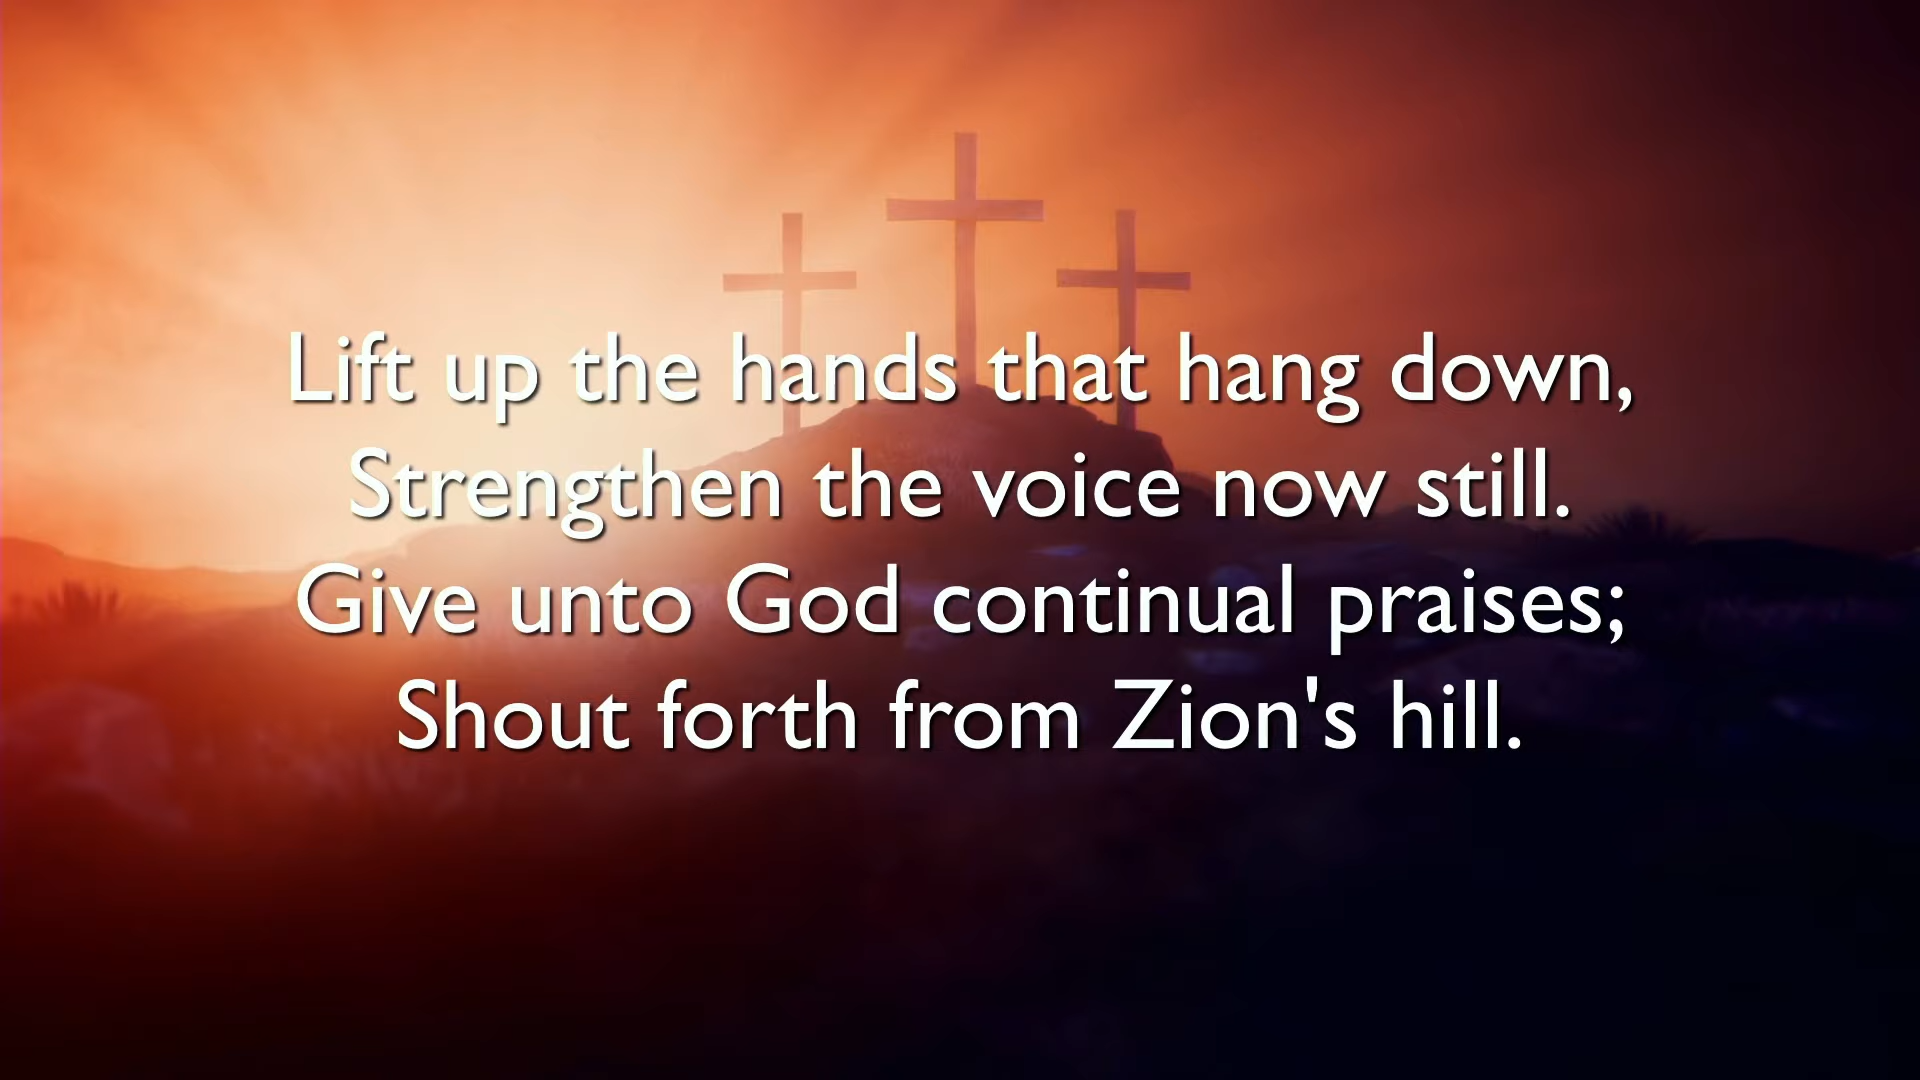 Lift up the hands that hang down,
Strengthen the voice now still.
Give unto God continual praises;
Shout forth from Zion's hill.